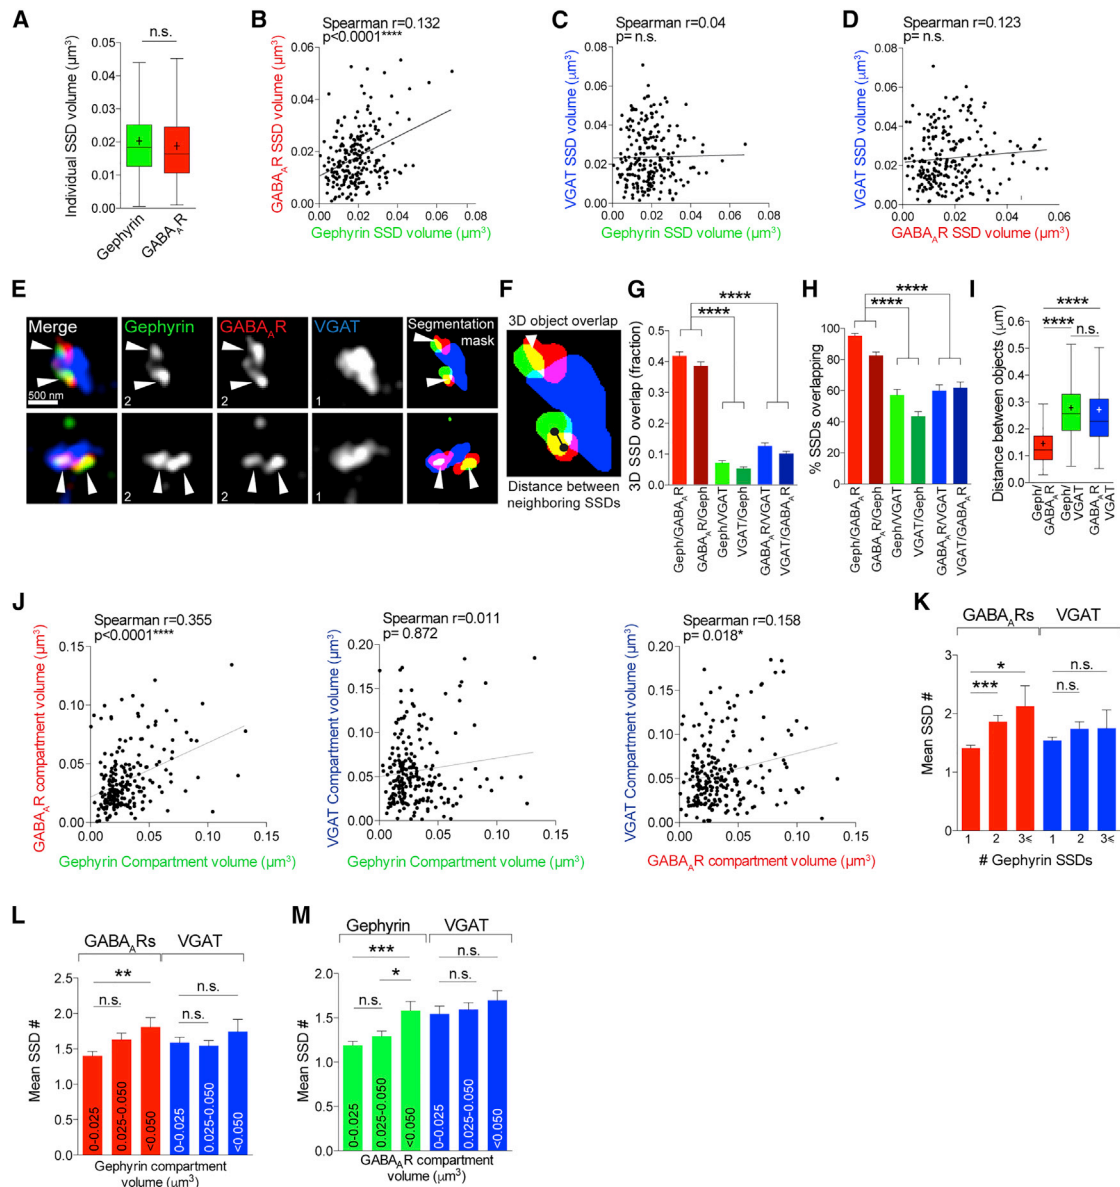 A
n.s.
Individual SSD volume (µm³)
0.05
0.04
0.03
0.02
0.01
0.00
Gephyrin
GABA_AR
B
Spearman r=0.132
p<0.0001****
GABA_AR SSD volume (µm³)
0.06
0.04
0.02
0.00
0.00 0.02 0.04 0.06 0.08
Gephyrin SSD volume (µm³)
C
Spearman r=0.04
p= n.s.
VGAT SSD volume (µm³)
0.08
0.06
0.04
0.02
0.00
0.00 0.02 0.04 0.06 0.08
Gephyrin SSD volume (µm³)
D
Spearman r=0.123
p= n.s.
VGAT SSD volume (µm³)
0.08
0.06
0.04
0.02
0.00
0.00 0.02 0.04 0.06
GABA_AR SSD volume (µm³)
E
Merge
Gephyrin
GABA_AR
VGAT
Segmentation
mask
500 nm
2
2
1
2
2
1
F
3D object overlap
Distance between
neighboring SSDs
G
****
****
3D SSD overlap (fraction)
0.5
0.4
0.3
0.2
0.1
0.0
Geph/GABA_AR
GABA_AR/Geph
Geph/VGAT
VGAT/Geph
GABA_AR/VGAT
VGAT/GABA_AR
H
****
****
% SSDs overlapping
100
80
60
40
20
0
Geph/GABA_AR
GABA_AR/Geph
Geph/VGAT
VGAT/Geph
GABA_AR/VGAT
VGAT/GABA_AR
I
****
****
n.s.
Distance between objects (µm)
0.6
0.5
0.4
0.3
0.2
0.1
0.0
Geph/
GABA_AR
Geph/
VGAT
GABA_AR
VGAT
J
Spearman r=0.355
p<0.0001****
GABA_AR compartment volume (µm³)
0.15
0.10
0.05
0.00
0.00 0.05 0.10 0.15
Gephyrin Compartment volume (µm³)
Spearman r=0.011
p= 0.872
VGAT Compartment volume (µm³)
0.20
0.15
0.10
0.05
0.00
0.00 0.05 0.10 0.15
Gephyrin Compartment volume (µm³)
Spearman r=0.158
p= 0.018*
VGAT Compartment volume (µm³)
0.20
0.15
0.10
0.05
0.00
0.00 0.05 0.10 0.15
GABA_AR compartment volume (µm³)
K
GABA_ARs VGAT
*
***
n.s.
n.s.
Mean SSD #
3
2
1
0
1 2 3≤ 1 2 3≤
# Gephyrin SSDs
L
GABA_ARs VGAT
**
n.s.
n.s.
n.s.
Mean SSD #
2.5
2.0
1.5
1.0
0.5
0.0
0-0.025
0.025-0.050
<0.050
0-0.025
0.025-0.050
<0.050
Gephyrin compartment
volume (µm³)
M
Gephyrin VGAT
***
*
n.s.
n.s.
n.s.
Mean SSD #
2.0
1.5
1.0
0.5
0.0
0-0.025
0.025-0.050
<0.050
0-0.025
0.025-0.050
<0.050
GABA_AR compartment
volume (µm³)